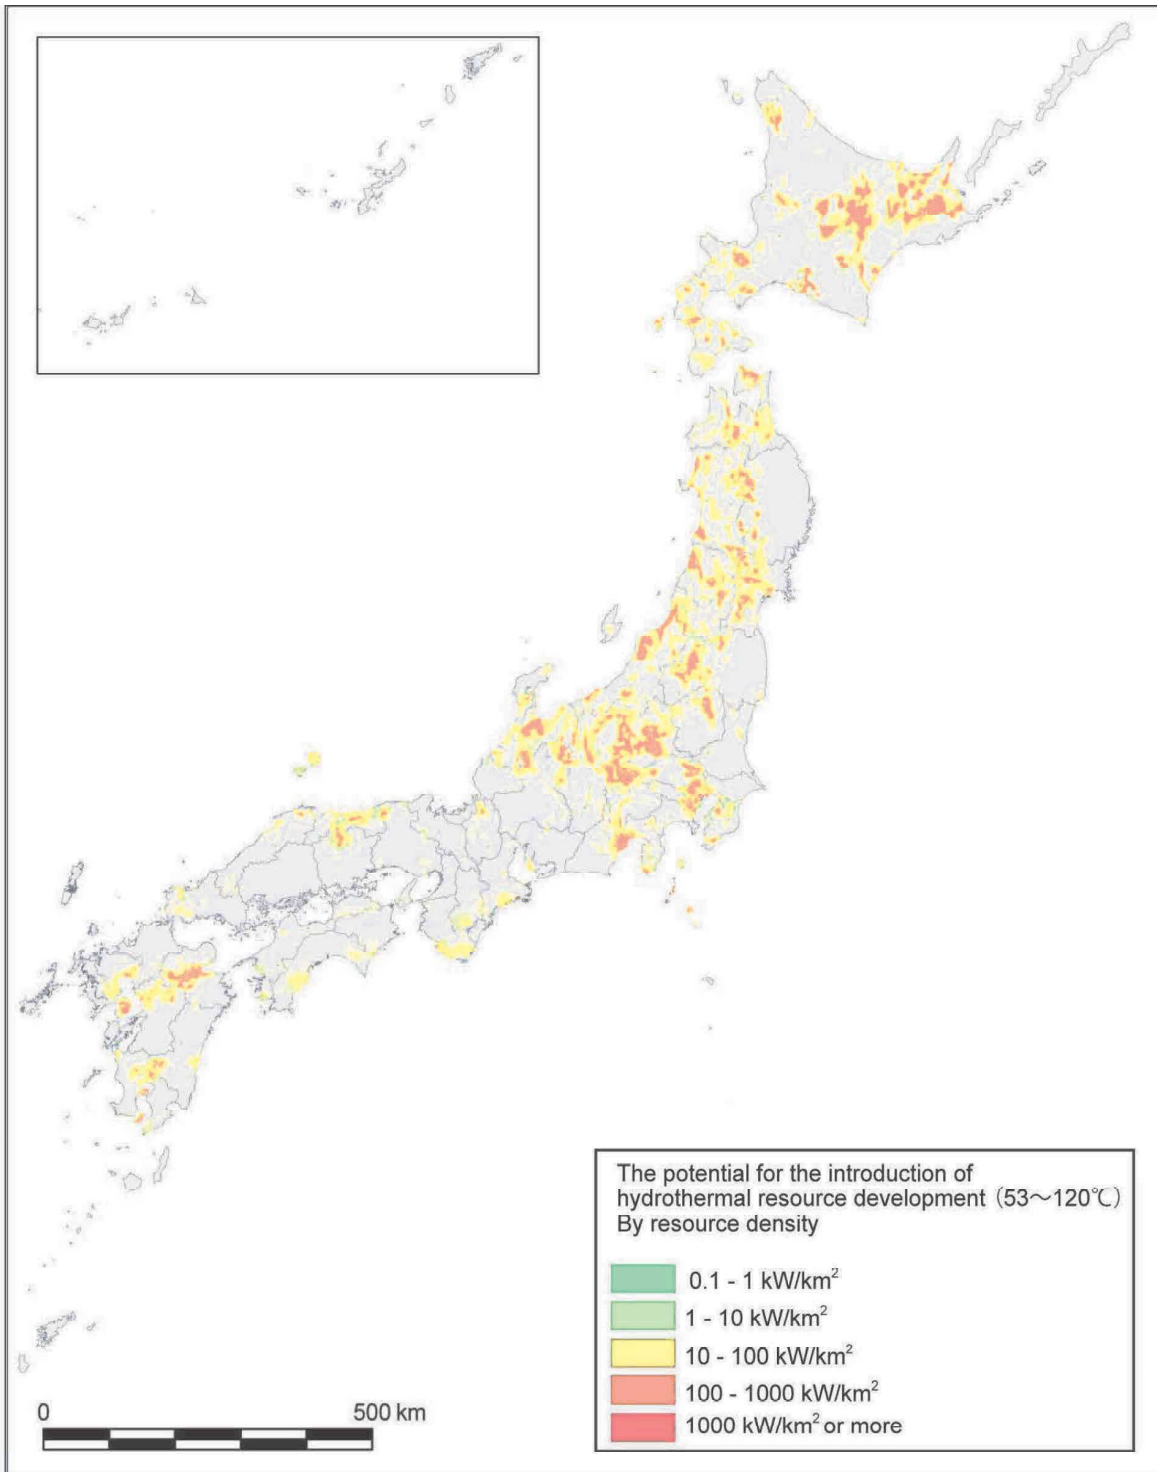 The potential for the introduction of
hydrothermal resource development (53～120℃)
By resource density
0.1 - 1 kW/km²
1 - 10 kW/km²
10 - 100 kW/km²
100 - 1000 kW/km²
1000 kW/km² or more
0 500 km